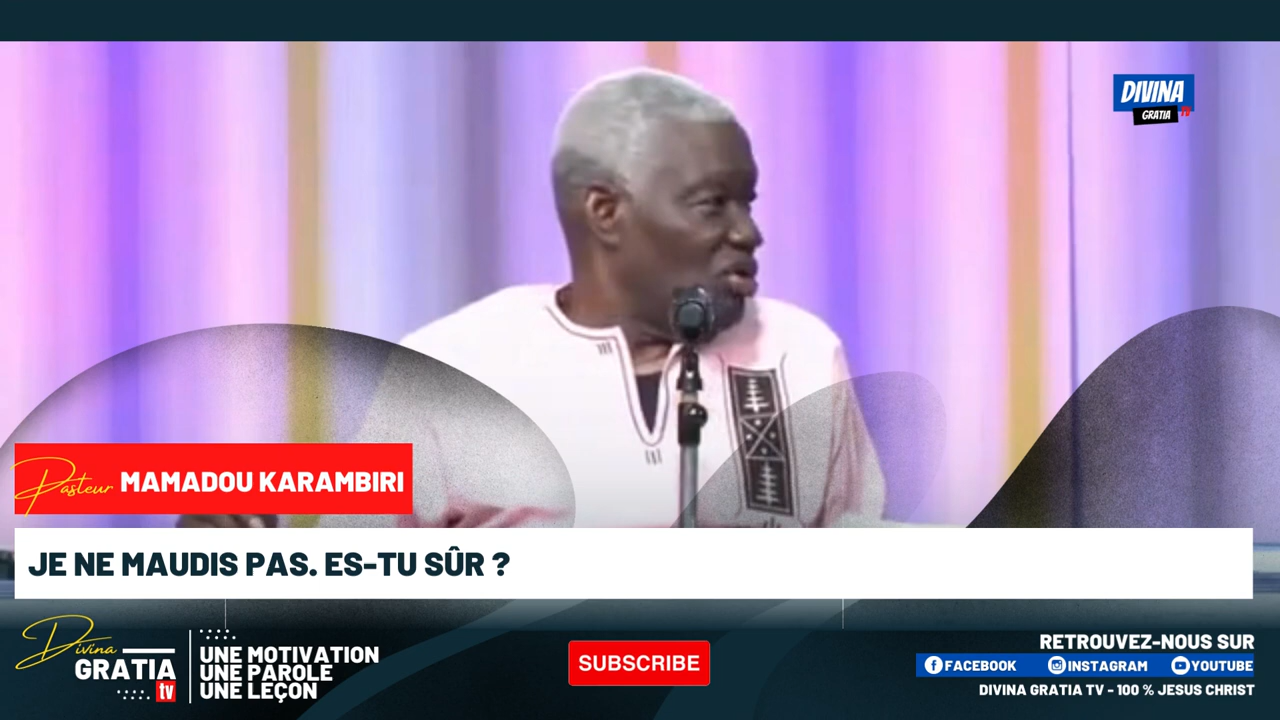 DIVINA
GRATIA TV
Pasteur MAMADOU KARAMBIRI
JE NE MAUDIS PAS. ES-TU SÛR ?
Divina
GRATIA
tv
UNE MOTIVATION
UNE PAROLE
UNE LEÇON
SUBSCRIBE
RETROUVEZ-NOUS SUR
FACEBOOK INSTAGRAM YOUTUBE
DIVINA GRATIA TV - 100 % JESUS CHRIST